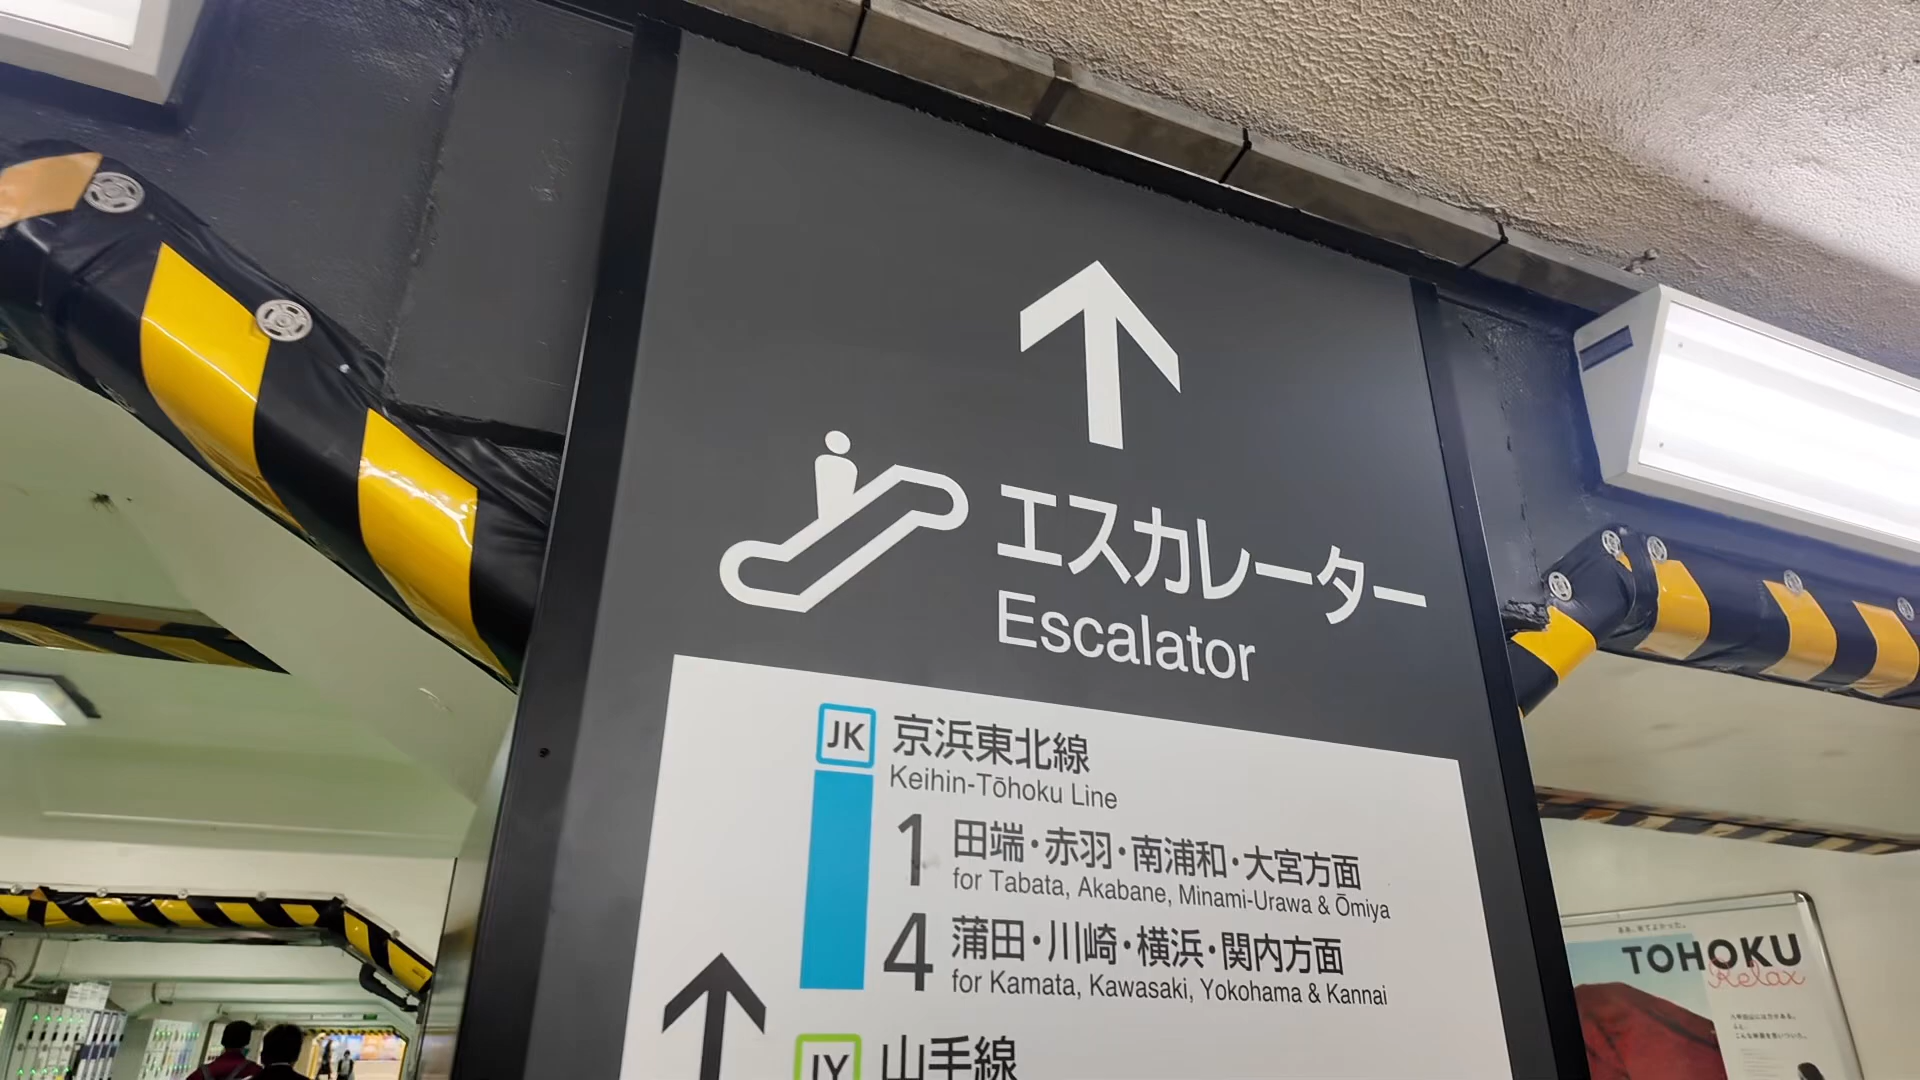 エスカレーター
Escalator
JK 京浜東北線
Keihin-Tōhoku Line
1 田端・赤羽・南浦和・大宮方面
for Tabata, Akabane, Minami-Urawa & Ōmiya
4 蒲田・川崎・横浜・関内方面
for Kamata, Kawasaki, Yokohama & Kannai
JY 山手線
TOHOKU
Relax